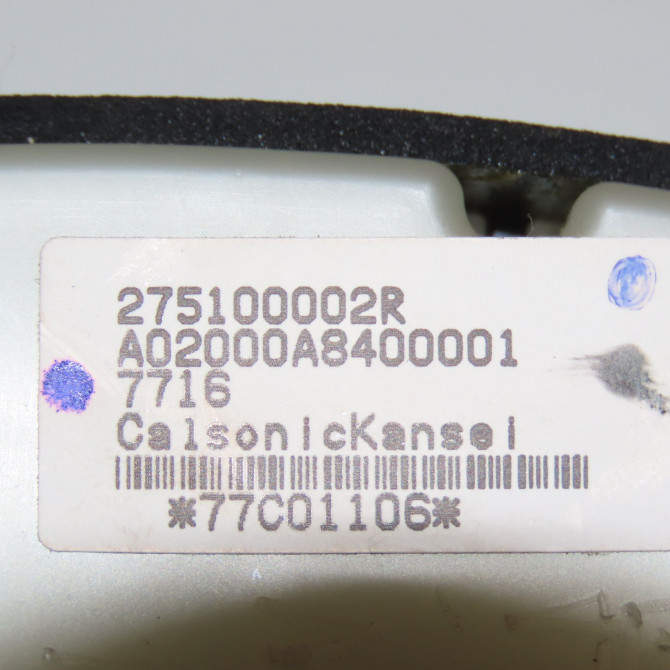 275100002R
A02000A8400001
7716
CalsonicKansei
*77C01106*